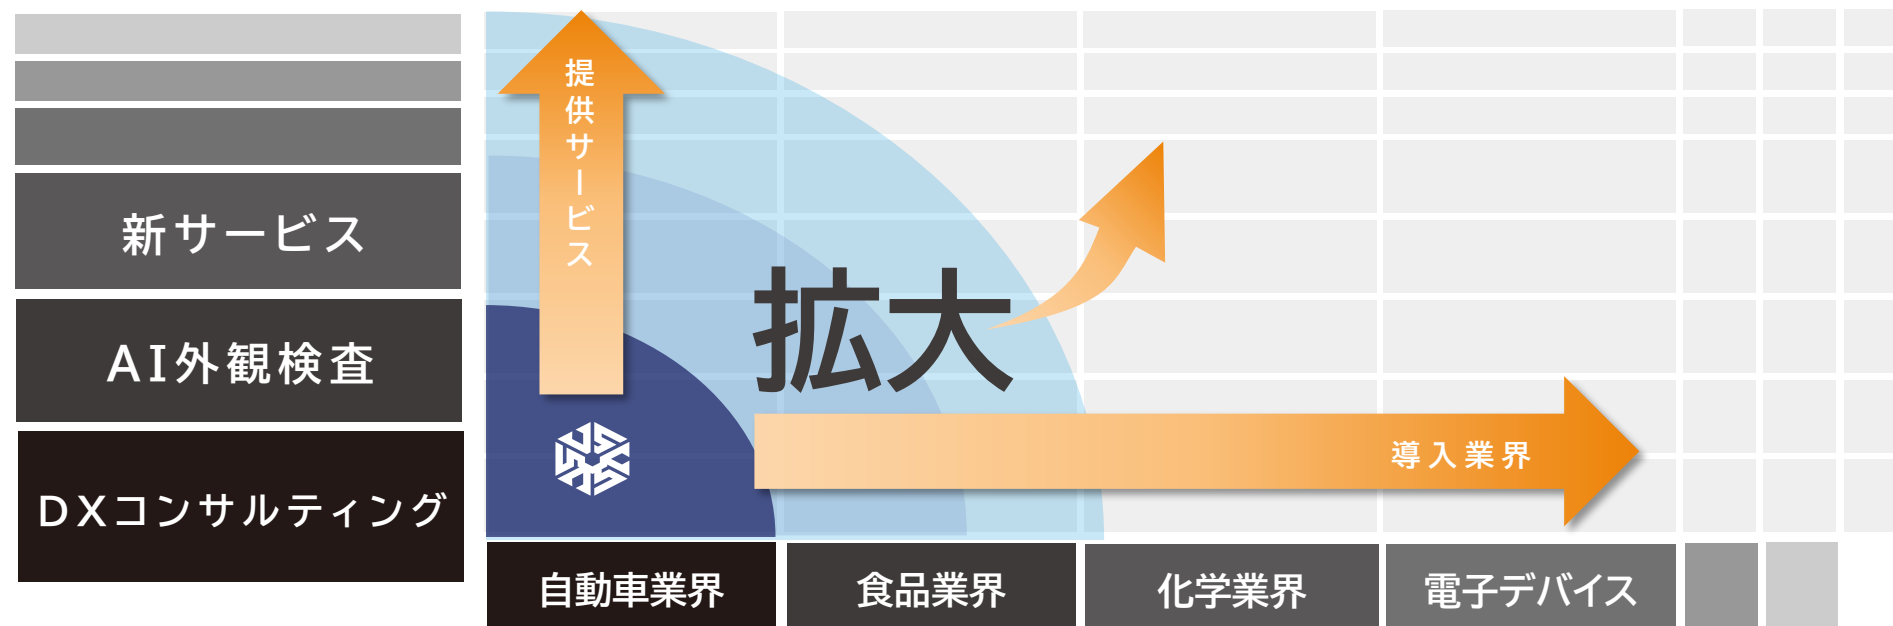 提供サービス
新サービス
拡大
AI外観検査
導入業界
DXコンサルティング
自動車業界
食品業界
化学業界
電子デバイス